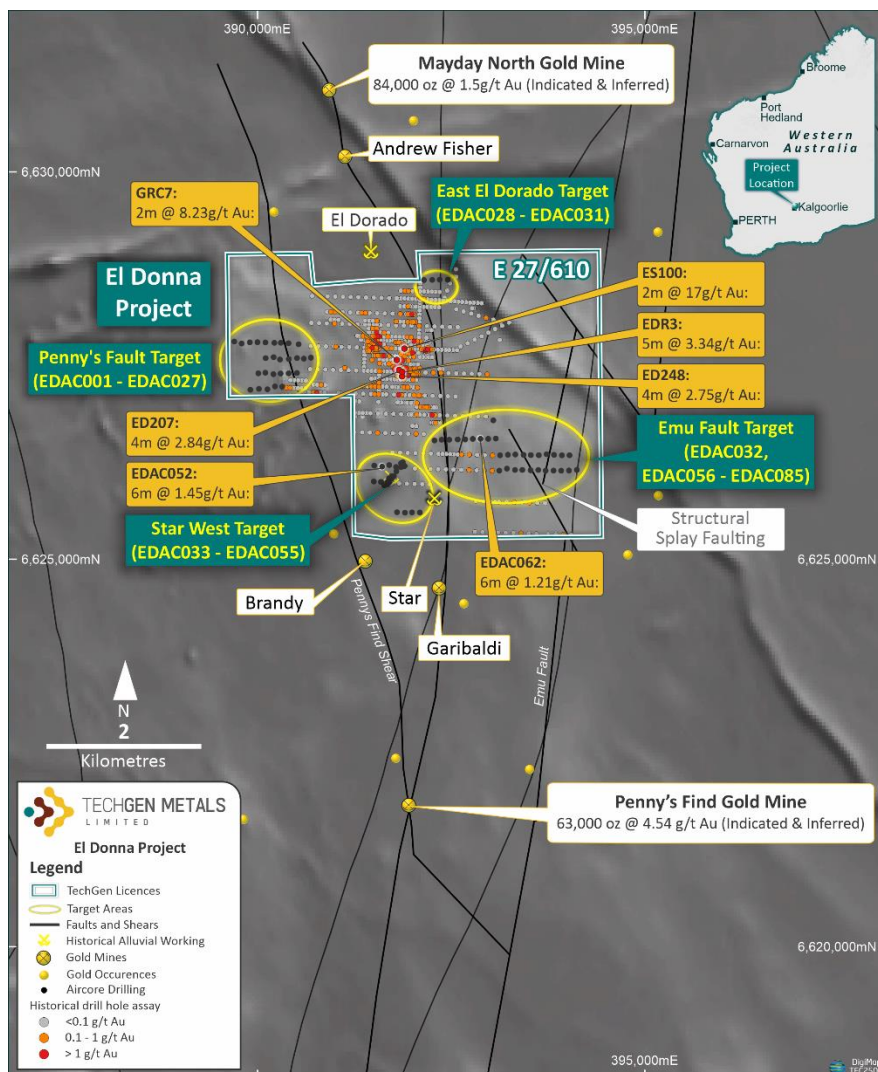 390,000mE
395,000mE
Mayday North Gold Mine
84,000 oz @ 1.5g/t Au (Indicated & Inferred)
Broome
Port
Hedland
Western
Australia
Carnarvon
Project
Location
Kalgoorlie
PERTH
Andrew Fisher
6,630,000mN
6,630,000mN
GRC7:
2m @ 8.23g/t Au:
East El Dorado Target
(EDAC028 - EDAC031)
El Dorado
E 27/610
El Donna
Project
ES100:
2m @ 17g/t Au:
EDR3:
5m @ 3.34g/t Au:
Penny's Fault Target
(EDAC001 - EDAC027)
ED248:
4m @ 2.75g/t Au:
ED207:
4m @ 2.84g/t Au:
Emu Fault Target
(EDAC032,
EDAC056 - EDAC085)
EDAC052:
6m @ 1.45g/t Au:
Star West Target
(EDAC033 - EDAC055)
Structural
Splay Faulting
6,625,000mN
6,625,000mN
EDAC062:
6m @ 1.21g/t Au:
Brandy
Star
Garibaldi
Pennys Find Shear
Emu Fault
N
2
Kilometres
Penny's Find Gold Mine
63,000 oz @ 4.54 g/t Au (Indicated & Inferred)
TECHGEN METALS
LIMITED
El Donna Project
Legend
TechGen Licences
Target Areas
Faults and Shears
Historical Alluvial Working
Gold Mines
Gold Occurences
Aircore Drilling
Historical drill hole assay
<0.1 g/t Au
0.1 - 1 g/t Au
> 1 g/t Au
6,620,000mN
390,000mE
395,000mE